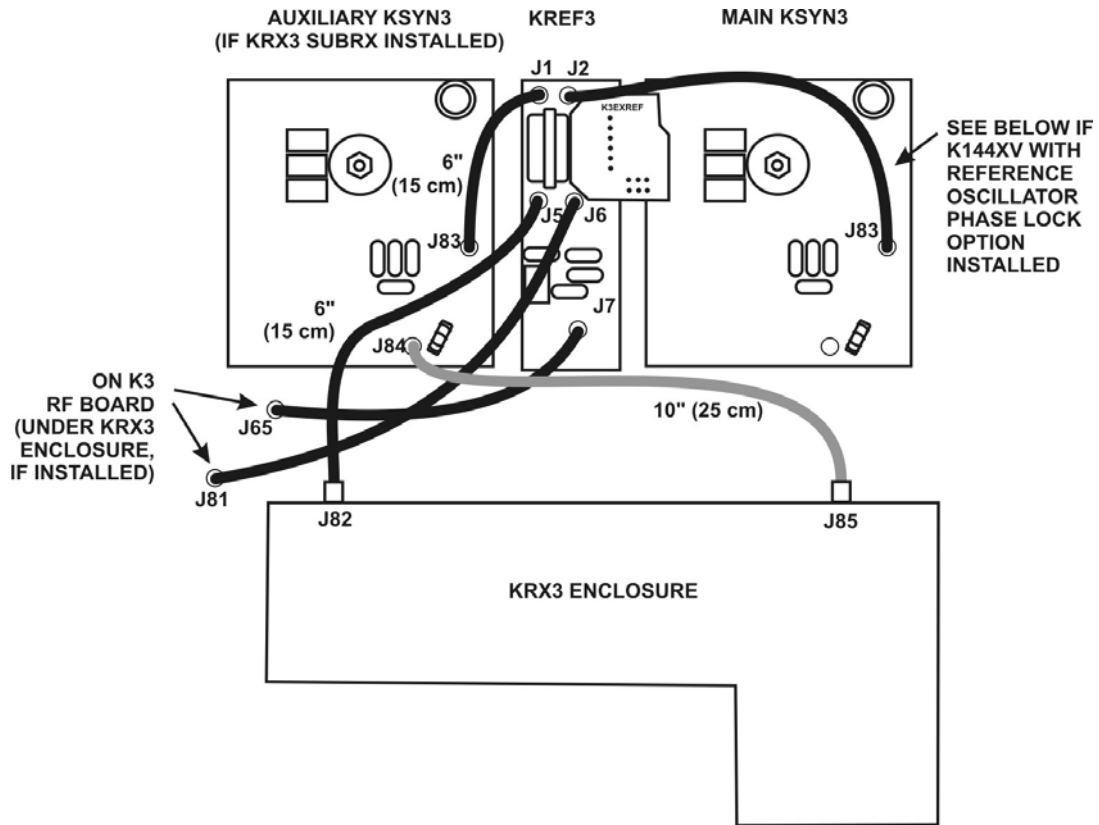 AUXILIARY KSYN3
(IF KRX3 SUBRX INSTALLED)
KREF3
MAIN KSYN3
J1
J2
K3EXREF
6"
(15 cm)
SEE BELOW IF
K144XV WITH
REFERENCE
OSCILLATOR
PHASE LOCK
OPTION
INSTALLED
J5
J6
J83
J83
6"
(15 cm)
J7
J84
ON K3
RF BOARD
(UNDER KRX3
ENCLOSURE,
IF INSTALLED)
J65
10" (25 cm)
J81
J82
J85
KRX3 ENCLOSURE